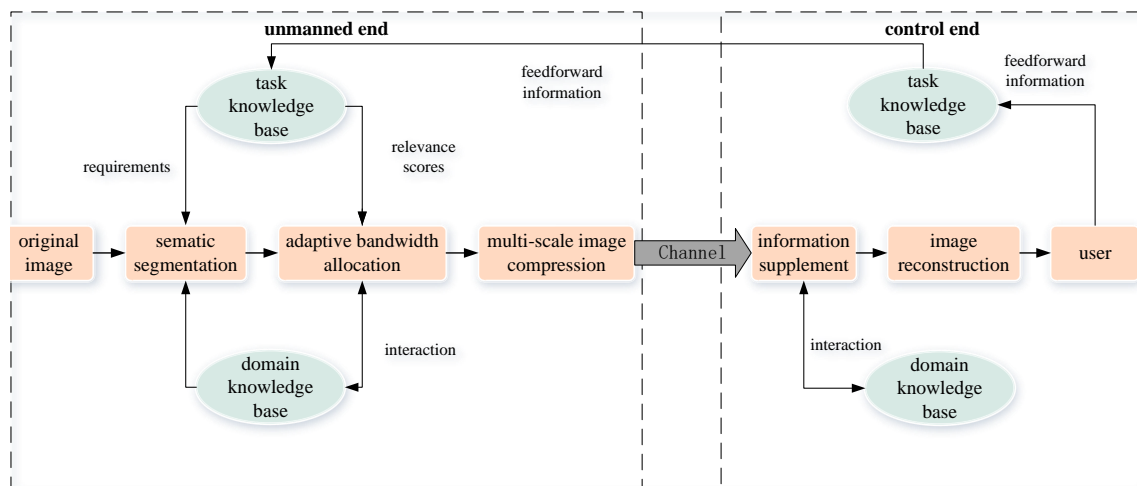 unmanned end
control end
task
knowledge
base
feedforward
information
task
knowledge
base
feedforward
information
requirements
relevance
scores
original
image
sematic
segmentation
adaptive bandwidth
allocation
multi-scale image
compression
Channel
information
supplement
image
reconstruction
user
interaction
domain
knowledge
base
interaction
domain
knowledge
base